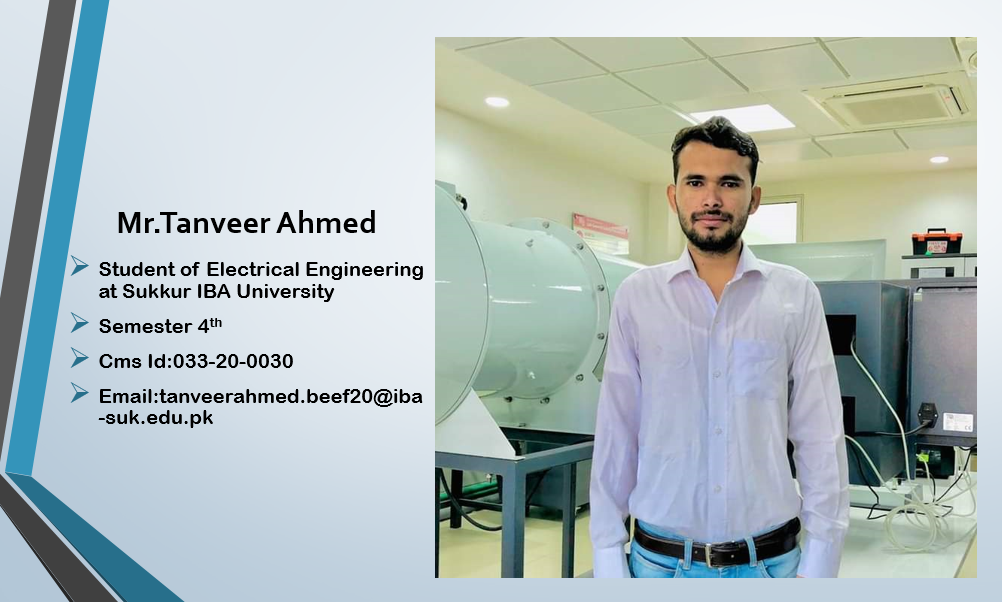 Mr.Tanveer Ahmed
Student of Electrical Engineering
at Sukkur IBA University
Semester 4th
Cms Id:033-20-0030
Email:tanveerahmed.beef20@iba
-suk.edu.pk